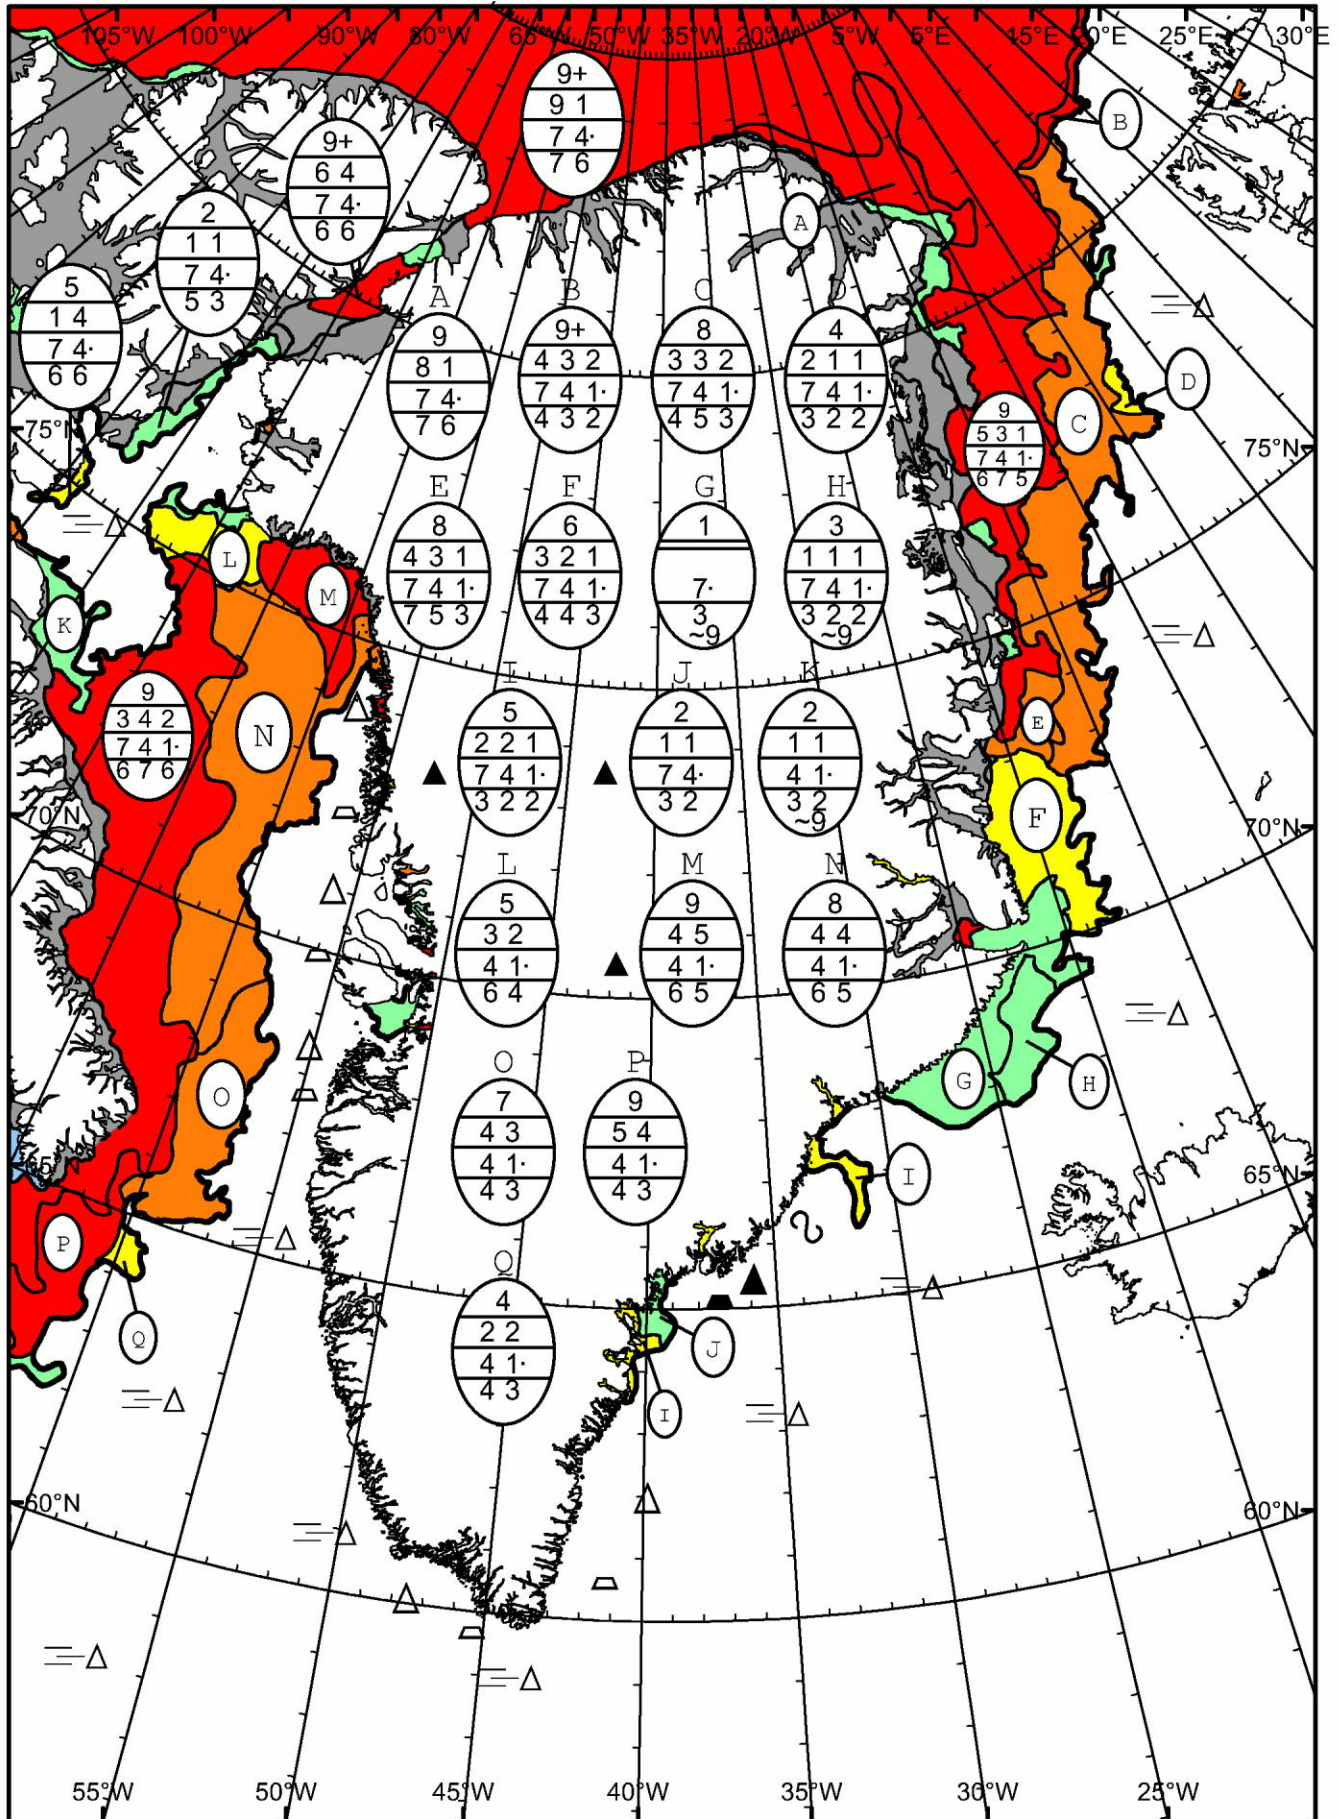 105°W 100°W 90°W 80°W 65°W 50°W 35°W 20°W 5°W 5°E 15°E 20°E 25°E 30°E
9+
9 1
7 4·
7 6
B
9+
6 4
7 4·
6 6
2
1 1
7 4·
5 3
A
5
1 4
7 4·
6 6
A B C D
9 9+ 8 4
8 1 4 3 2 3 3 2 2 1 1
7 4· 7 4 1· 7 4 1· 7 4 1·
7 6 4 3 2 4 5 3 3 2 2
D
C
9
5 3 1
7 4 1·
6 7 5
75°N 75°N
E F G H
8 6 1 3
4 3 1 3 2 1 1 1 1
7 4 1· 7 4 1· 7· 7 4 1·
7 5 3 4 4 3 3 3 2 2
~9 ~9
L
M
K
I J K
5 2 2
2 2 1 1 1 1 1
7 4 1· 7 4· 4 1·
3 2 2 3 2 3 2
~9
9
3 4 2
7 4 1·
6 7 6
N
E
F
70°N 70°N
L M N
5 9 8
3 2 4 5 4 4
4 1· 4 1· 4 1·
6 4 6 5 6 5
G
H
O
O P
7 9
4 3 5 4
4 1· 4 1·
4 3 4 3
65°N 65°N
I
P
Q
4
2 2
4 1·
4 3
Q
J
I
60°N 60°N
55°W 50°W 45°W 40°W 35°W 30°W 25°W